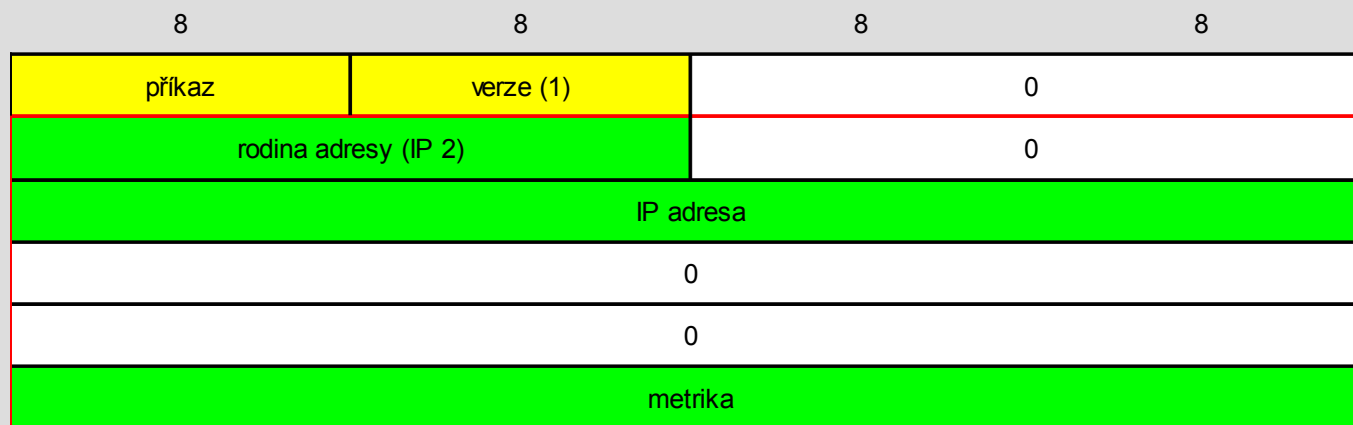 8 8 8 8
příkaz verze (1) 0
rodina adresy (IP 2) 0
IP adresa
0
0
metrika